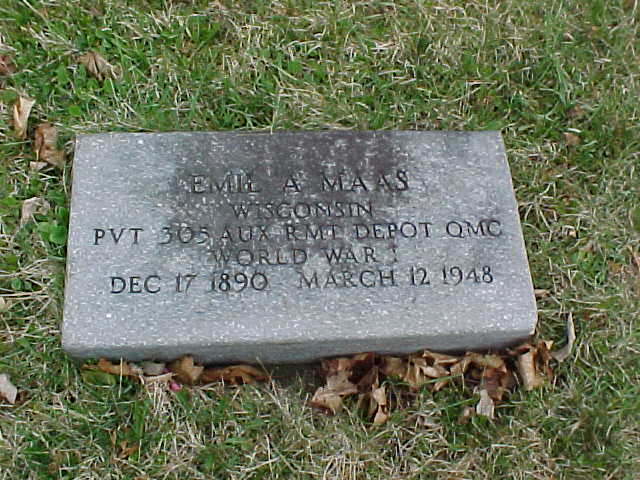 EMIL A MAAS
WISCONSIN
PVT 305 AUX RMT DEPOT QMC
WORLD WAR I
DEC 17 1890 MARCH 12 1948